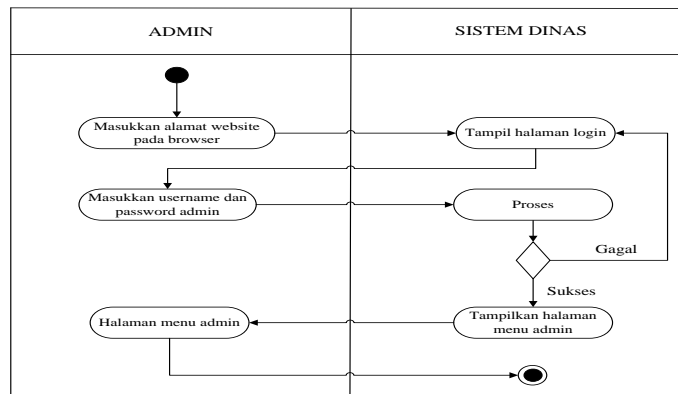 ADMIN
SISTEM DINAS
Masukkan alamat website
pada browser
Tampil halaman login
Masukkan username dan
password admin
Proses
Gagal
Sukses
Halaman menu admin
Tampilkan halaman
menu admin